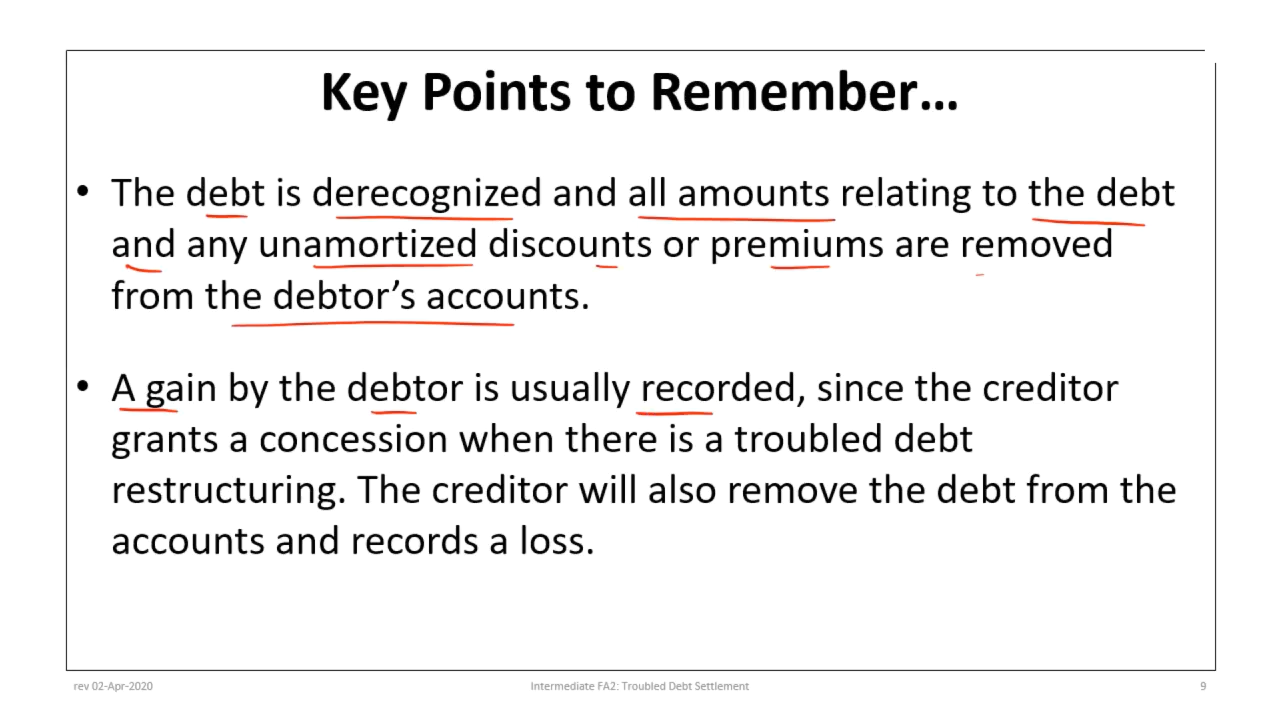 Key Points to Remember...
• The debt is derecognized and all amounts relating to the debt
and any unamortized discounts or premiums are removed
from the debtor’s accounts.
• A gain by the debtor is usually recorded, since the creditor
grants a concession when there is a troubled debt
restructuring. The creditor will also remove the debt from the
accounts and records a loss.
rev 02-Apr-2020
Intermediate FA2: Troubled Debt Settlement
9